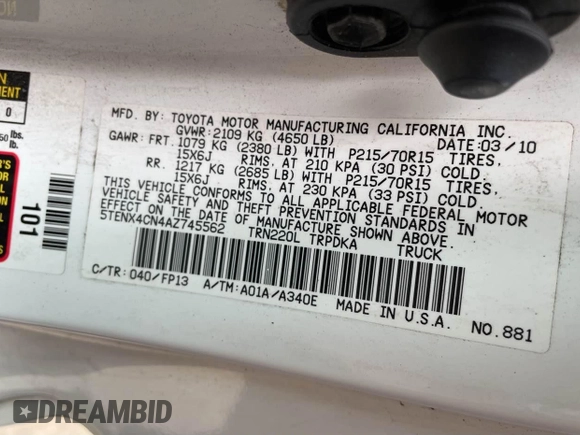 MFD. BY: TOYOTA MOTOR MANUFACTURING CALIFORNIA INC.
GVWR: 2109 KG (4650 LB) DATE: 03/10
GAWR: FRT. 1079 KG (2380 LB) WITH P215/70R15 TIRES,
15X6J RIMS, AT 210 KPA (30 PSI) COLD.
RR. 1217 KG (2685 LB) WITH P215/70R15 TIRES,
15X6J RIMS, AT 230 KPA (33 PSI) COLD.
THIS VEHICLE CONFORMS TO ALL APPLICABLE FEDERAL MOTOR
VEHICLE SAFETY AND THEFT PREVENTION STANDARDS IN
EFFECT ON THE DATE OF MANUFACTURE SHOWN ABOVE.
5TENX4CN4AZ745562 TRN220L TRPDKA TRUCK
C/TR: 040/FP13 A/TM: A01A/A340E MADE IN U.S.A. NO. 881
101
0
lbs.
DREAMBID